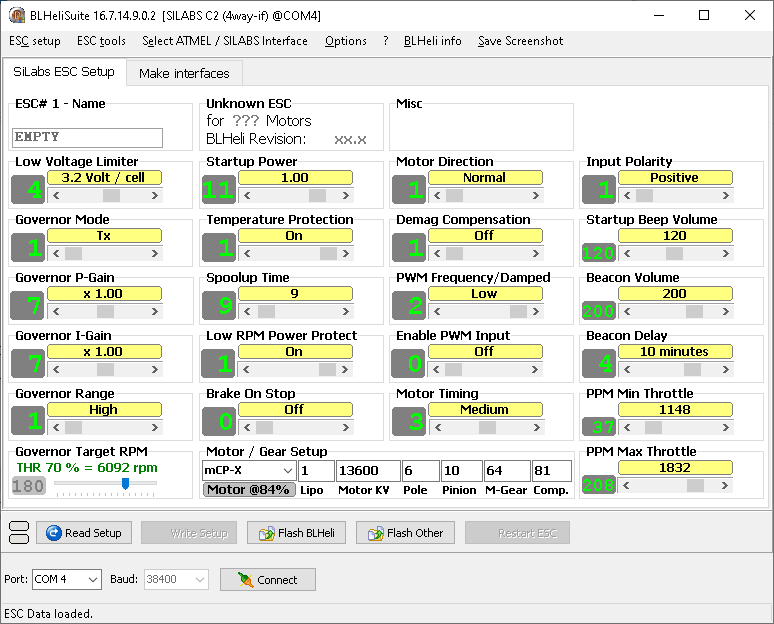 BLHeliSuite 16.7.14.9.0.2 [SILABS C2 (4way-if) @COM4]
ESC setup ESC tools Select ATMEL / SILABS Interface Options ? BLHeli info Save Screenshot
SiLabs ESC Setup Make interfaces
ESC# 1 - Name
EMPTY
Unknown ESC
for ??? Motors
BLHeli Revision: xx.x
Misc
Low Voltage Limiter
4 3.2 Volt / cell
Startup Power
11 1.00
Motor Direction
1 Normal
Input Polarity
1 Positive
Governor Mode
1 Tx
Temperature Protection
1 On
Demag Compensation
1 Off
Startup Beep Volume
120 120
Governor P-Gain
7 x 1.00
Spoolup Time
9 9
PWM Frequency/Damped
2 Low
Beacon Volume
200 200
Governor I-Gain
7 x 1.00
Low RPM Power Protect
1 On
Enable PWM Input
0 Off
Beacon Delay
4 10 minutes
Governor Range
1 High
Brake On Stop
0 Off
Motor Timing
3 Medium
PPM Min Throttle
37 1148
Governor Target RPM
THR 70 % = 6092 rpm
180
Motor / Gear Setup
mCP-X 1 13600 6 10 64 81
Motor @84% Lipo Motor KV Pole Pinion M-Gear Comp.
PPM Max Throttle
208 1832
Read Setup Write Setup Flash BLHeli Flash Other Restart ESC
Port: COM 4 Baud: 38400 Connect
ESC Data loaded.